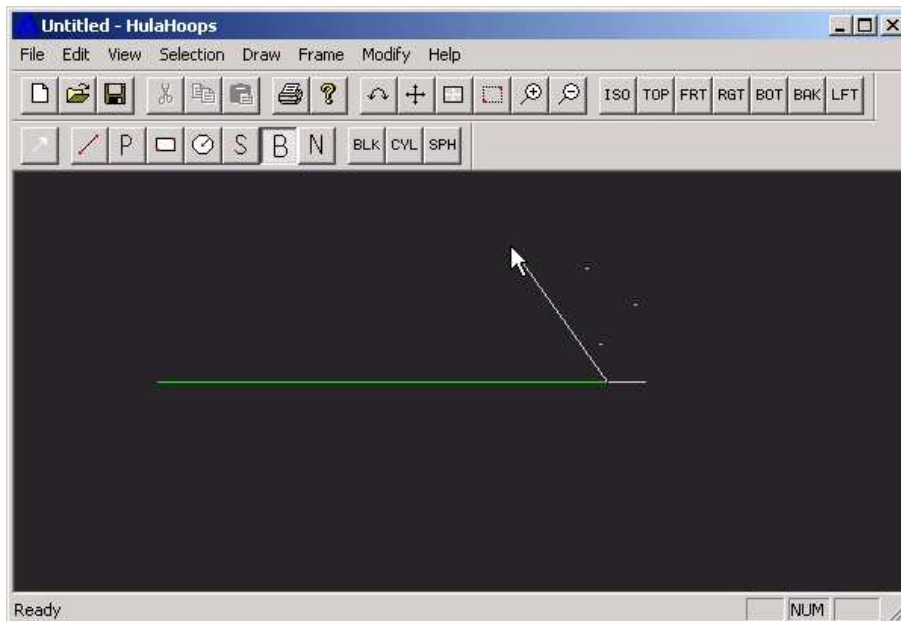 Untitled - HulaHoops
File Edit View Selection Draw Frame Modify Help
ISO TOP FRT RGT BOT BAK LFT
P S B N BLK CYL SPH
Ready NUM